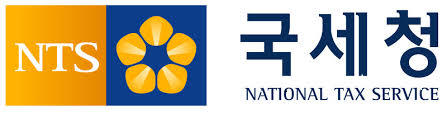 NTS
국세청
NATIONAL TAX SERVICE